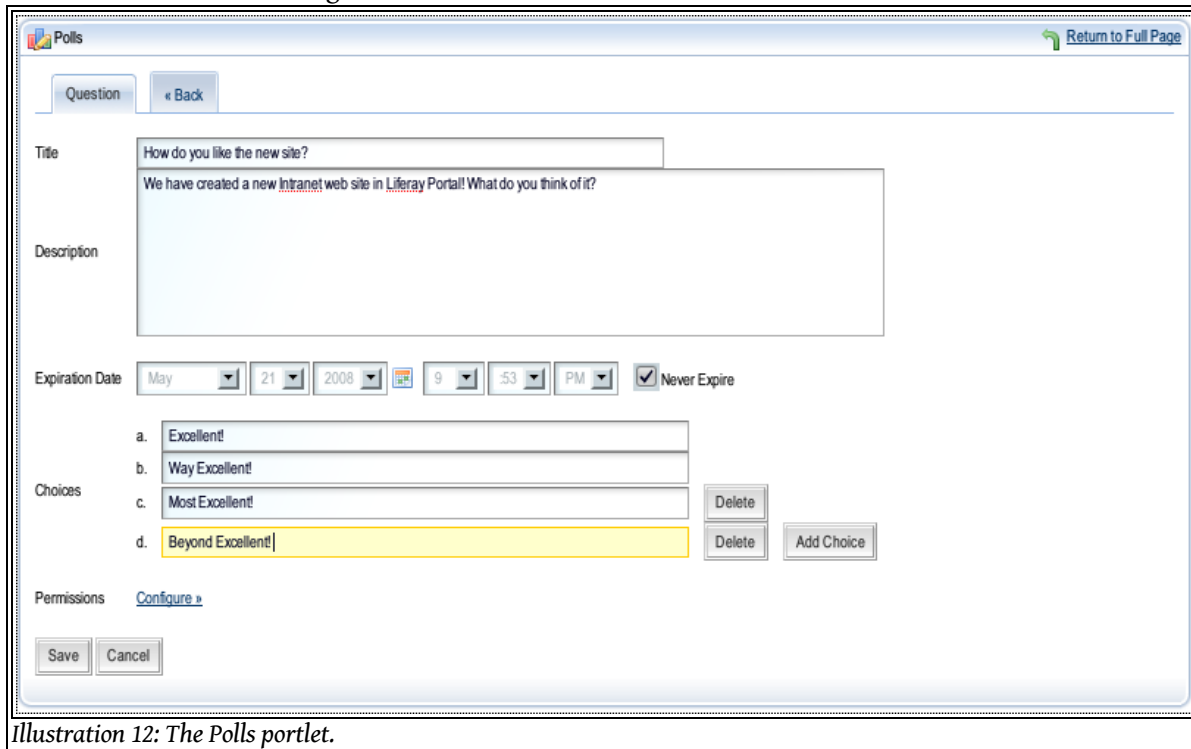 Polls
Return to Full Page
Question
« Back
Title
How do you like the new site?
We have created a new Intranet web site in Liferay Portal! What do you think of it?
Description
Expiration Date May 21 2008 9 :53 PM Never Expire
a. Excellent!
b. Way Excellent!
Choices
c. Most Excellent! Delete
d. Beyond Excellent! Delete Add Choice
Permissions Configure »
Save Cancel
Illustration 12: The Polls portlet.